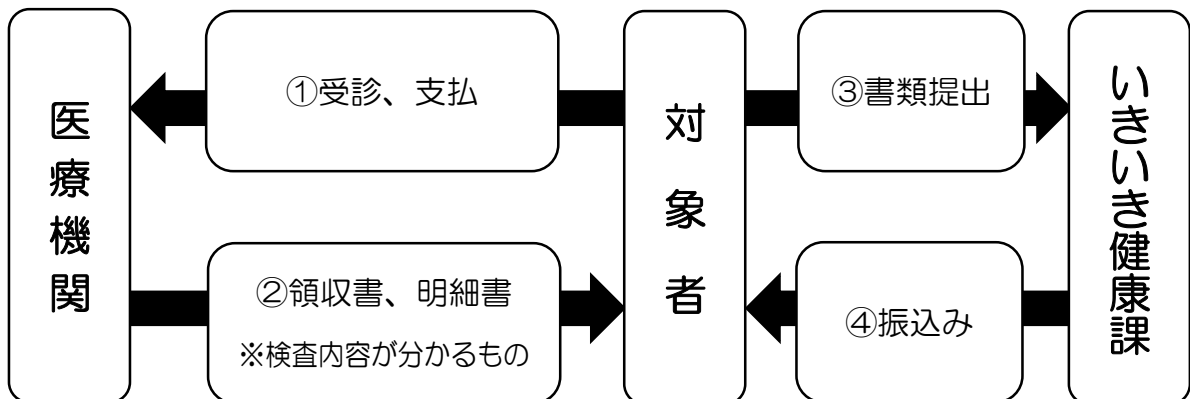 医療機関
①受診、支払
②領収書、明細書
※検査内容が分かるもの
対象者
③書類提出
④振込み
いきいき健康課